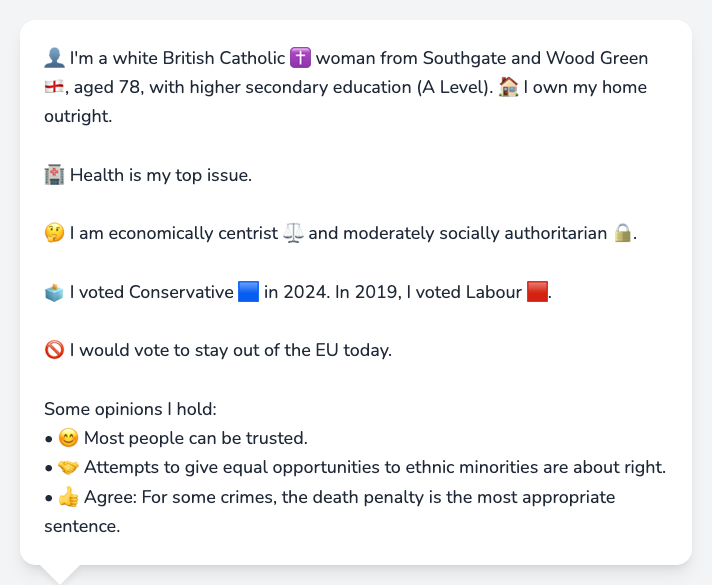 👤 I'm a white British Catholic ✝️ woman from Southgate and Wood Green
🏴󠁧󠁢󠁥󠁮󠁧󠁿, aged 78, with higher secondary education (A Level). 🏠 I own my home
outright.
🏥 Health is my top issue.
🤔 I am economically centrist ⚖️ and moderately socially authoritarian 🔒.
🗳️ I voted Conservative 🟦 in 2024. In 2019, I voted Labour 🟥.
🚫 I would vote to stay out of the EU today.
Some opinions I hold:
• 😊 Most people can be trusted.
• 🤝 Attempts to give equal opportunities to ethnic minorities are about right.
• 👍 Agree: For some crimes, the death penalty is the most appropriate
sentence.